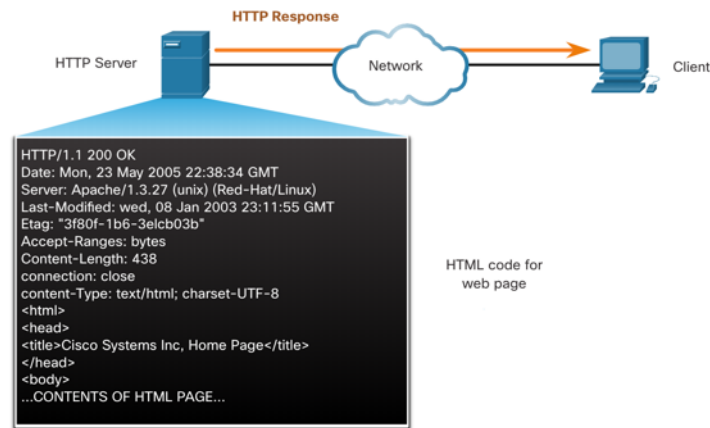 HTTP Response
HTTP Server
Network
Client
HTTP/1.1 200 OK
Date: Mon, 23 May 2005 22:38:34 GMT
Server: Apache/1.3.27 (unix) (Red-Hat/Linux)
Last-Modified: wed, 08 Jan 2003 23:11:55 GMT
Etag: "3f80f-1b6-3elcb03b"
Accept-Ranges: bytes
Content-Length: 438
connection: close
content-Type: text/html; charset-UTF-8
<html>
<head>
<title>Cisco Systems Inc, Home Page</title>
</head>
<body>
...CONTENTS OF HTML PAGE...
HTML code for
web page